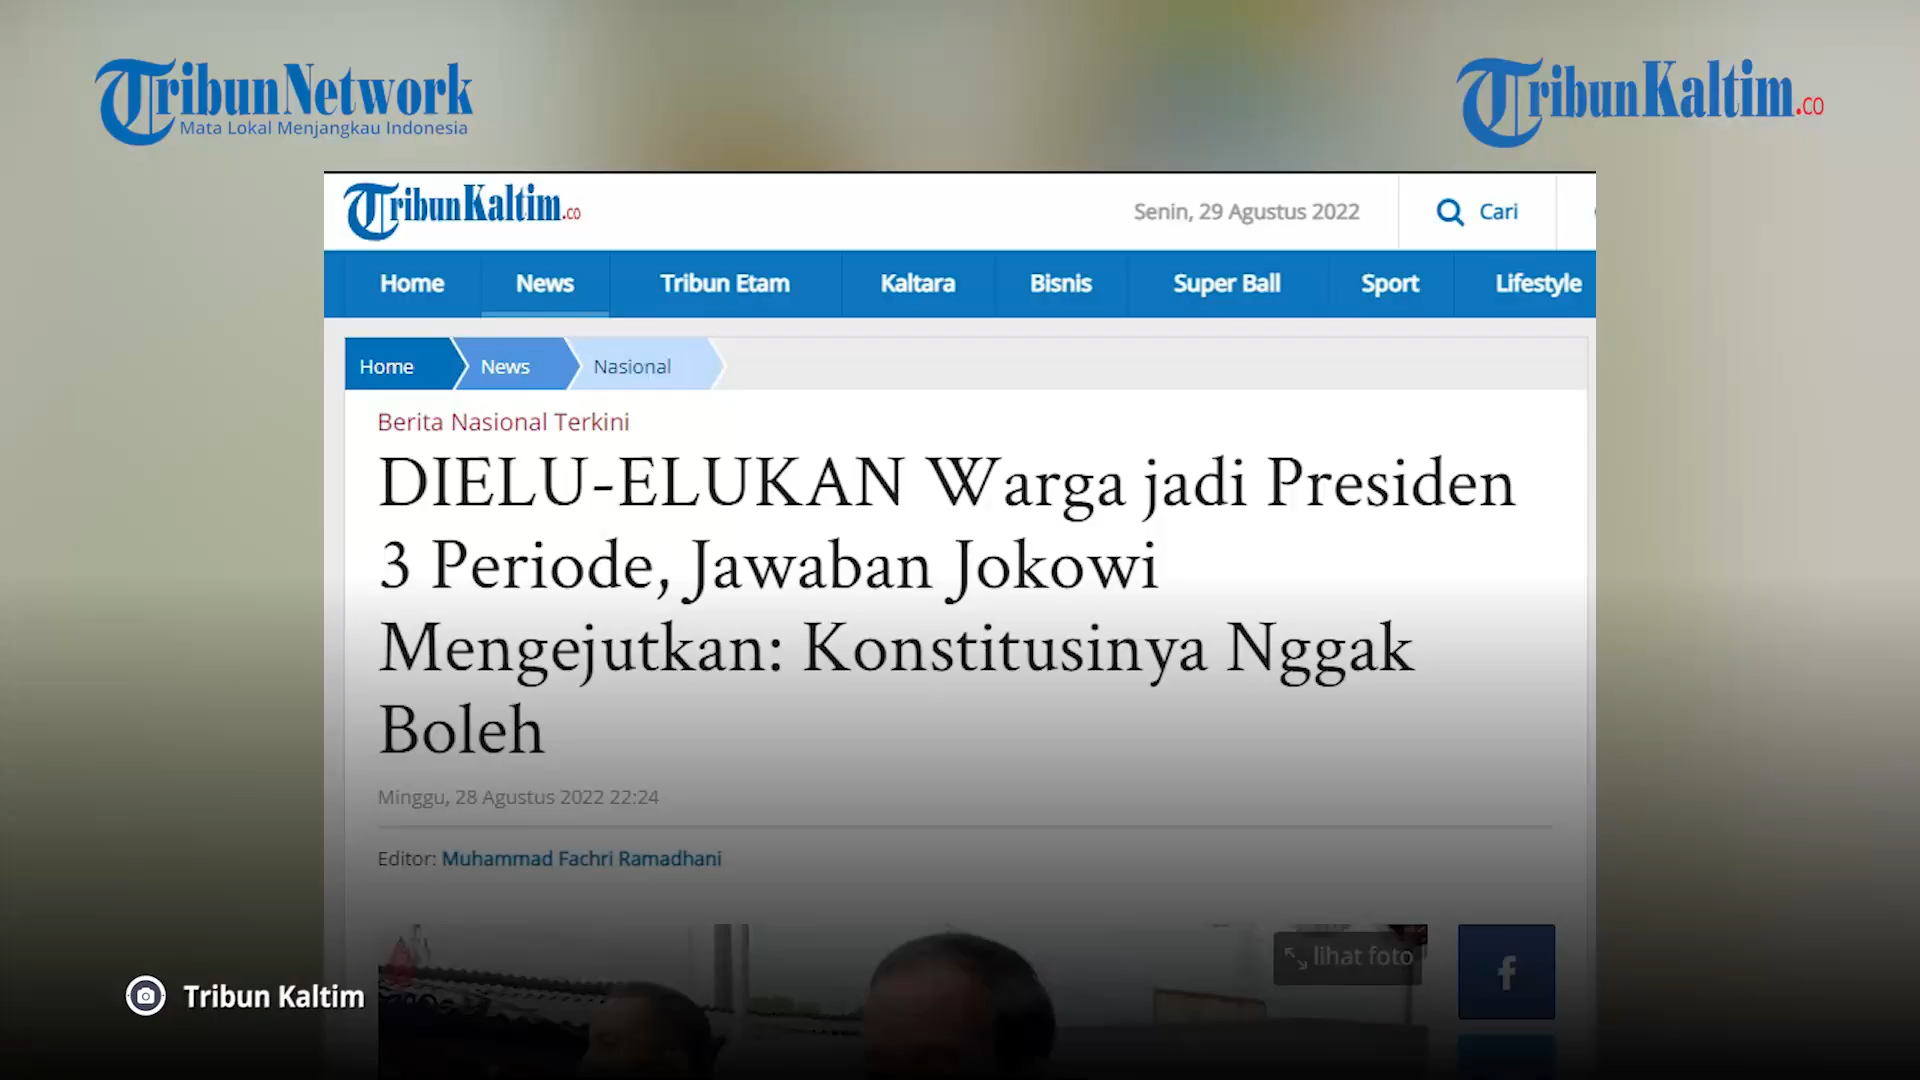 TribunNetwork
Mata Lokal Menjangkau Indonesia
TribunKaltim.co
TribunKaltim.co
Senin, 29 Agustus 2022
Cari
Home
News
Tribun Etam
Kaltara
Bisnis
Super Ball
Sport
Lifestyle
Home
News
Nasional
Berita Nasional Terkini
DIELU-ELUKAN Warga jadi Presiden
3 Periode, Jawaban Jokowi
Mengejutkan: Konstitusinya Nggak
Boleh
Minggu, 28 Agustus 2022 22:24
Editor: Muhammad Fachri Ramadhani
lihat foto
f
Tribun Kaltim